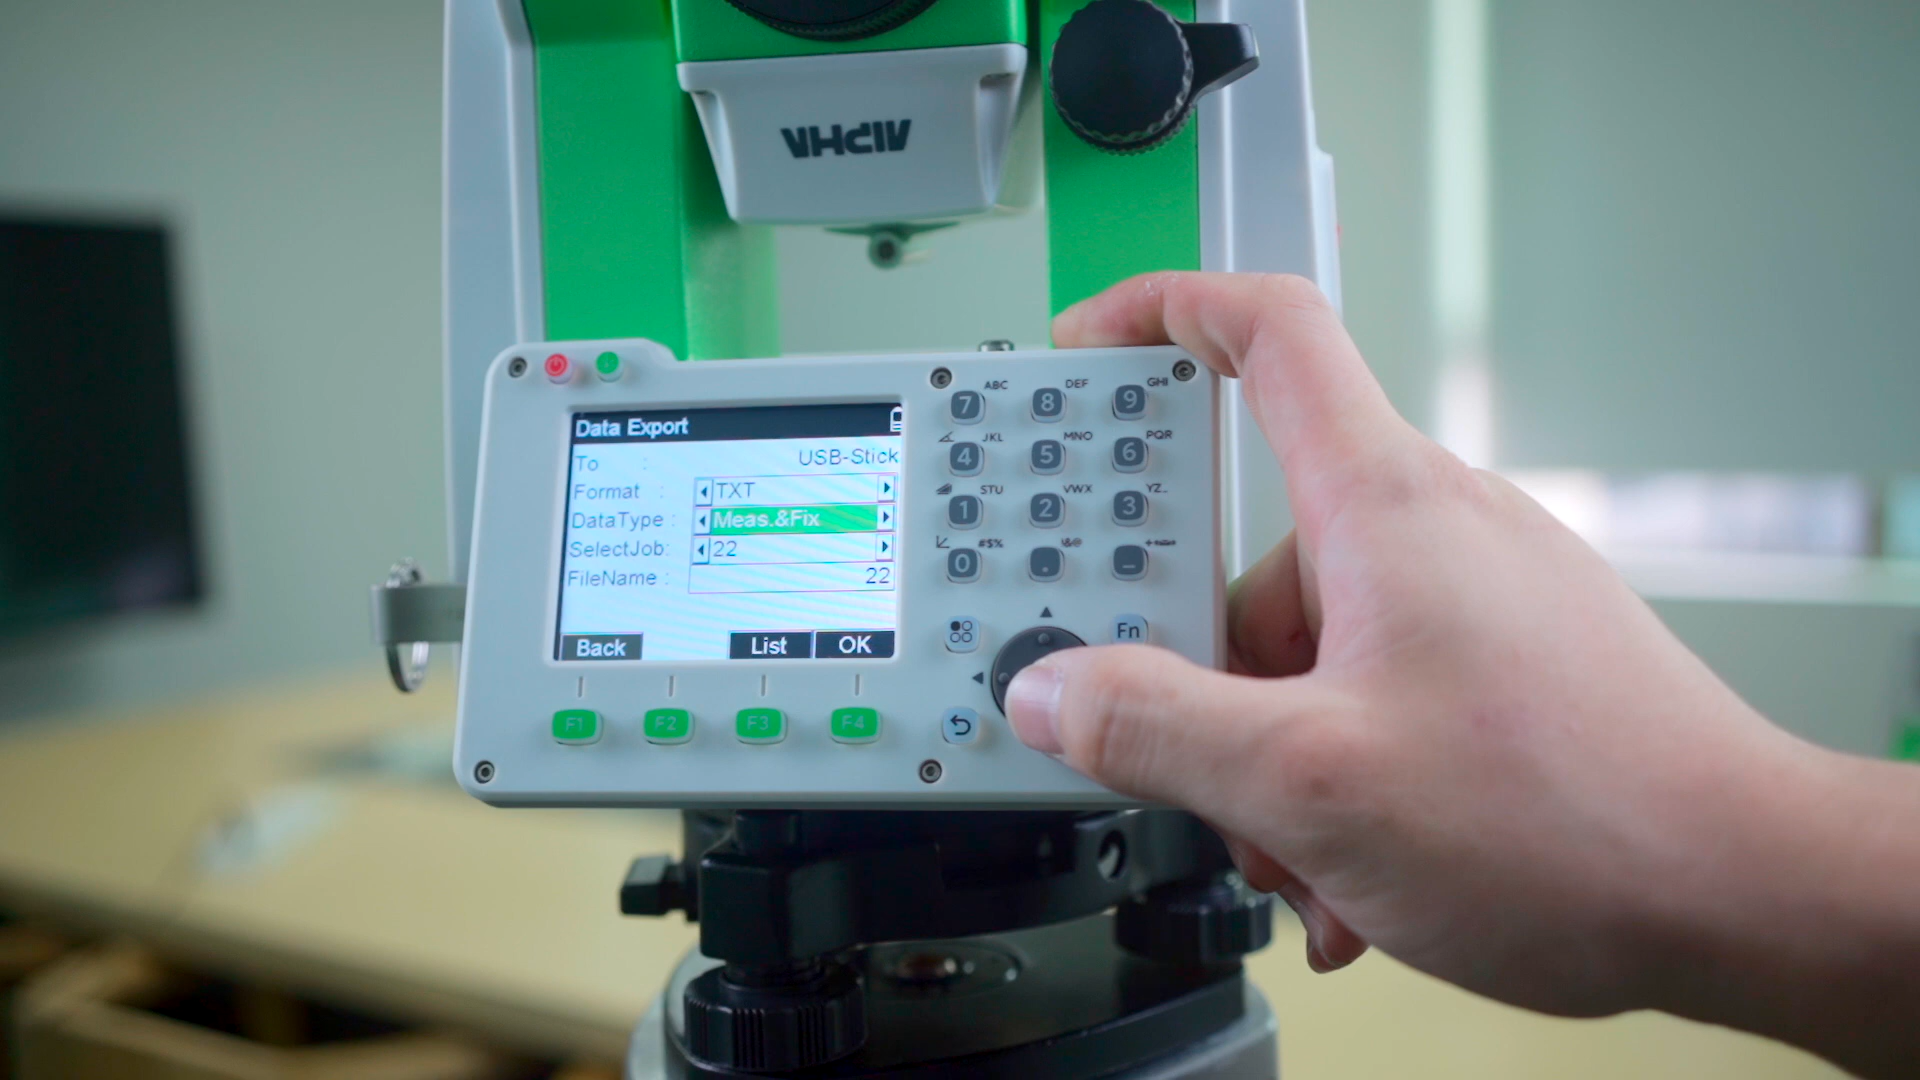 AlPHA
Data Export
To : USB-Stick
Format : TXT
DataType : Meas.&Fix
SelectJob: 22
FileName : 22
Back List OK
F1 F2 F3 F4
ABC DEF GHI
7 8 9
JKL MNO PQR
4 5 6
STU VWX YZ_
1 2 3
#$%
0 . _
Fn